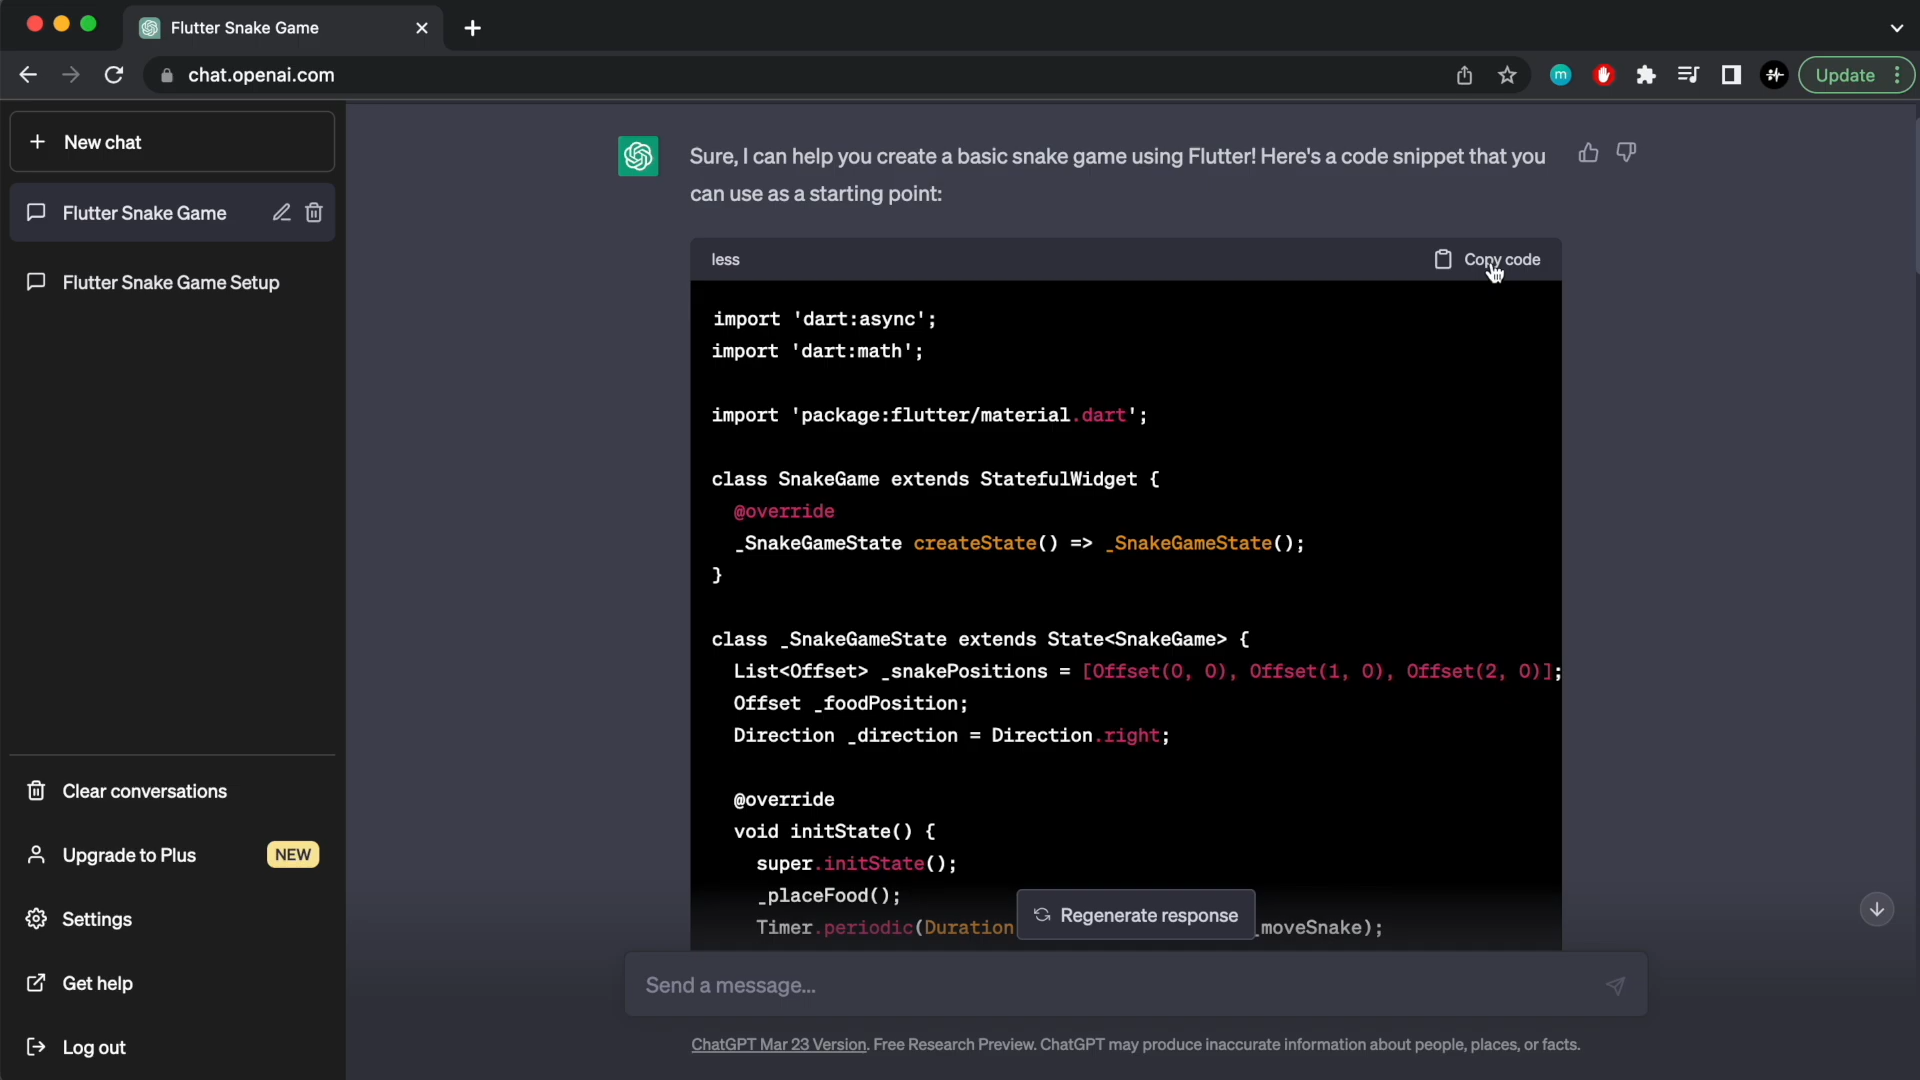 Flutter Snake Game
chat.openai.com
m
Update
New chat
Flutter Snake Game
Flutter Snake Game Setup
Clear conversations
Upgrade to Plus
NEW
Settings
Get help
Log out
Sure, I can help you create a basic snake game using Flutter! Here's a code snippet that you
can use as a starting point:
less
Copy code
import 'dart:async';
import 'dart:math';
import 'package:flutter/material.dart';
class SnakeGame extends StatefulWidget {
@override
_SnakeGameState createState() => _SnakeGameState();
}
class _SnakeGameState extends State<SnakeGame> {
List<Offset> _snakePositions = [Offset(0, 0), Offset(1, 0), Offset(2, 0)];
Offset _foodPosition;
Direction _direction = Direction.right;
@override
void initState() {
super.initState();
_placeFood();
Timer.periodic(Duration _moveSnake);
Regenerate response
Send a message...
ChatGPT Mar 23 Version. Free Research Preview. ChatGPT may produce inaccurate information about people, places, or facts.